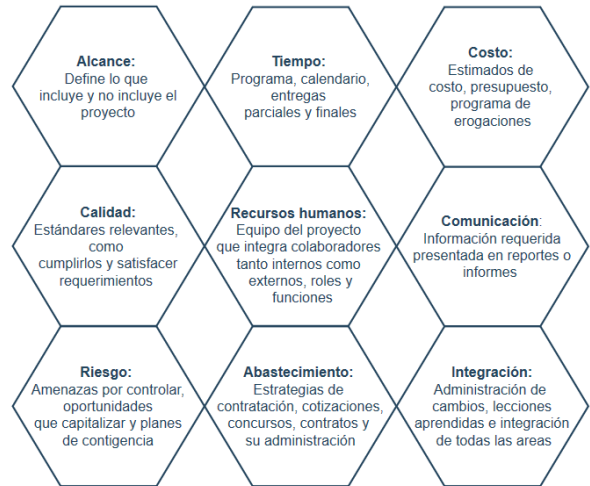 Alcance:
Define lo que
incluye y no incluye el
proyecto
Tiempo:
Programa, calendario,
entregas
parciales y finales
Costo:
Estimados de
costo, presupuesto,
programa de
erogaciones
Calidad:
Estándares relevantes,
como
cumplirlos y satisfacer
requerimientos
Recursos humanos:
Equipo del proyecto
que integra colaboradores
tanto internos como
externos, roles y
funciones
Comunicación:
Información requerida
presentada en reportes o
informes
Riesgo:
Amenazas por controlar,
oportunidades
que capitalizar y planes
de contigencia
Abastecimiento:
Estrategias de
contratación, cotizaciones,
concursos, contratos y
su administración
Integración:
Administración de
cambios, lecciones
aprendidas e integración
de todas las areas